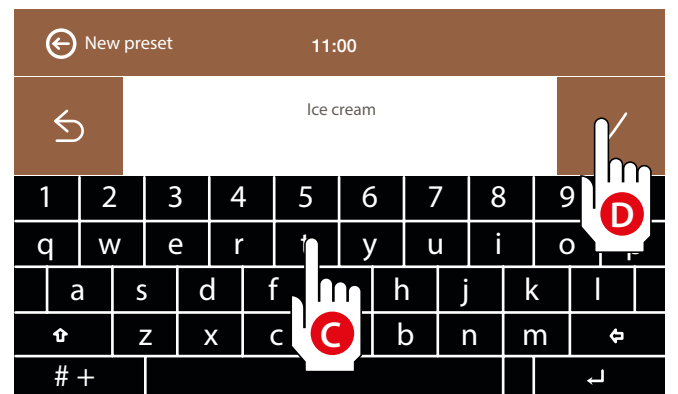 New preset 11:00
Ice cream
1 2 3 4 5 6 7 8 9
q w e r t y u i o p
a s d f h j k l
z x c b n m
# +
C
D